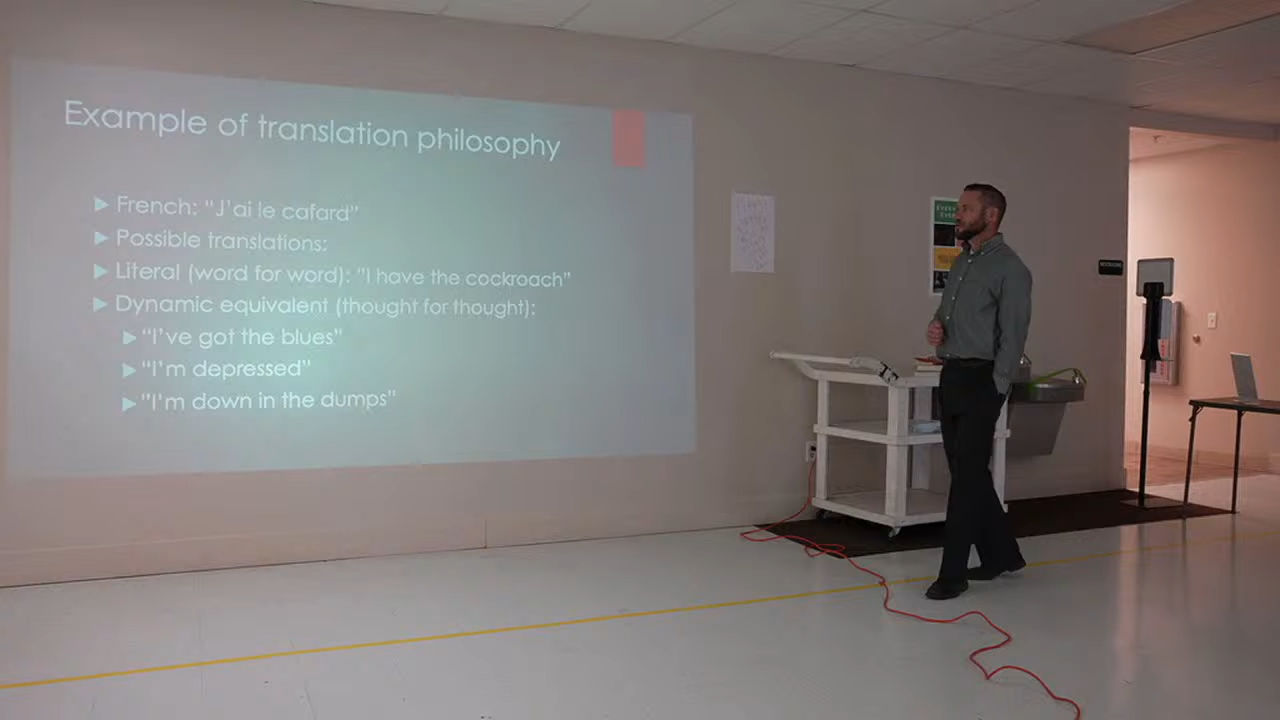 Example of translation philosophy
French: "J'ai le cafard"
Possible translations:
Literal (word for word): "I have the cockroach"
Dynamic equivalent (thought for thought):
"I've got the blues"
"I'm depressed"
"I'm down in the dumps"